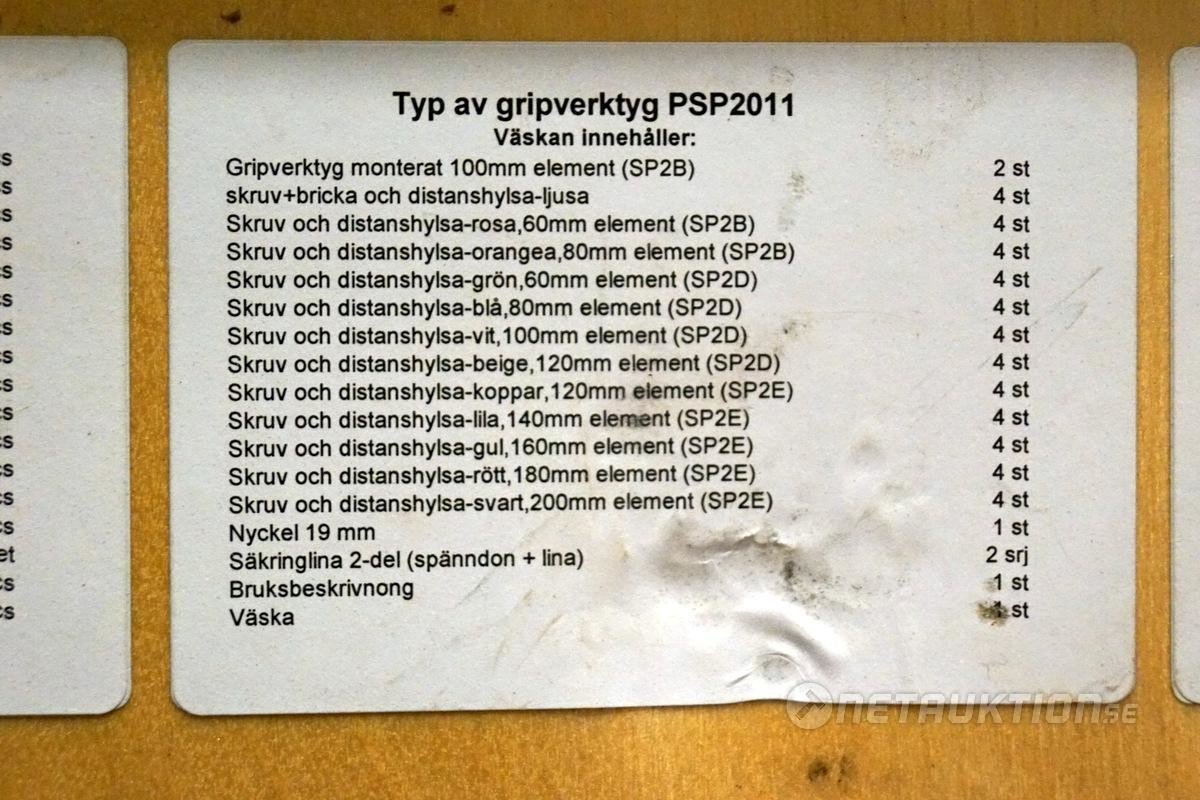 Typ av gripverktyg PSP2011
Väskan innehåller:
Gripverktyg monterat 100mm element (SP2B) 2 st
skruv+bricka och distanshylsa-ljusa 4 st
Skruv och distanshylsa-rosa,60mm element (SP2B) 4 st
Skruv och distanshylsa-orangea,80mm element (SP2B) 4 st
Skruv och distanshylsa-grön,60mm element (SP2D) 4 st
Skruv och distanshylsa-blå,80mm element (SP2D) 4 st
Skruv och distanshylsa-vit,100mm element (SP2D) 4 st
Skruv och distanshylsa-beige,120mm element (SP2D) 4 st
Skruv och distanshylsa-koppar,120mm element (SP2E) 4 st
Skruv och distanshylsa-lila,140mm element (SP2E) 4 st
Skruv och distanshylsa-gul,160mm element (SP2E) 4 st
Skruv och distanshylsa-rött,180mm element (SP2E) 4 st
Skruv och distanshylsa-svart,200mm element (SP2E) 4 st
Nyckel 19 mm 1 st
Säkringlina 2-del (spänndon + lina) 2 srj
Bruksbeskrivnong 1 st
Väska 1 st
NETAUKTION.SE